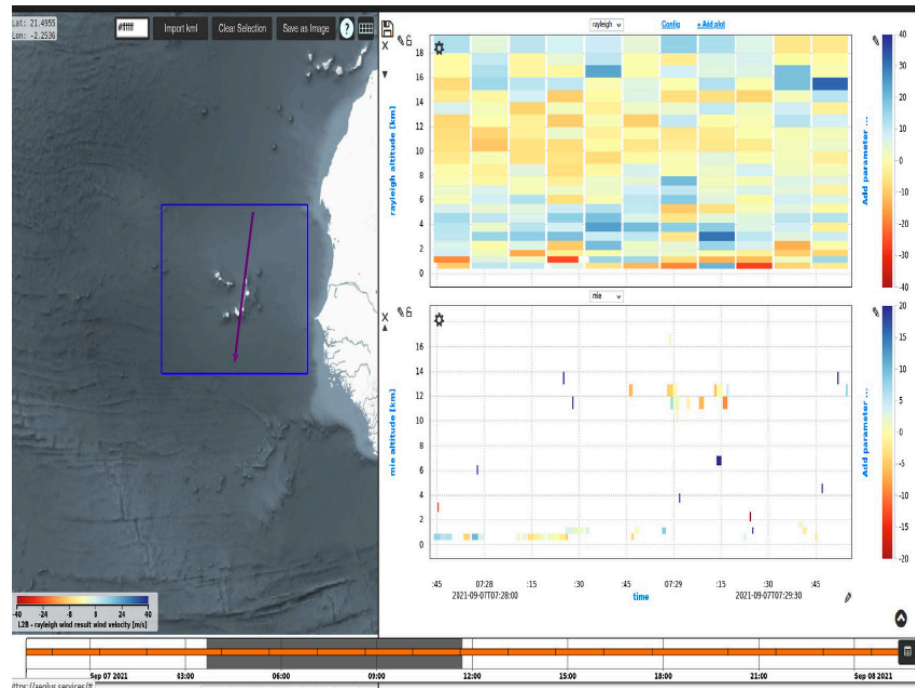 Lat: 21.4955
Lon: -2.2536
#ffffff
Import kml
Clear Selection
Save as Image
?
rayleigh
Config
+ Add plot
rayleigh altitude [km]
18
16
14
12
10
8
6
4
2
0
40
30
20
10
0
-10
-20
-30
-40
Add parameter ...
mie
mie altitude [km]
16
14
12
10
8
6
4
2
0
20
15
10
5
0
-5
-10
-15
-20
Add parameter ...
:45 07:28 :15 :30 :45 07:29 :15 :30 :45
2021-09-07T07:28:00 time 2021-09-07T07:29:30
-40 -24 -8 8 24 40
L2B - rayleigh wind result wind velocity [m/s]
Sep 07 2021 03:00 06:00 09:00 12:00 15:00 18:00 21:00 Sep 08 2021
ttps://aeolus.services/#